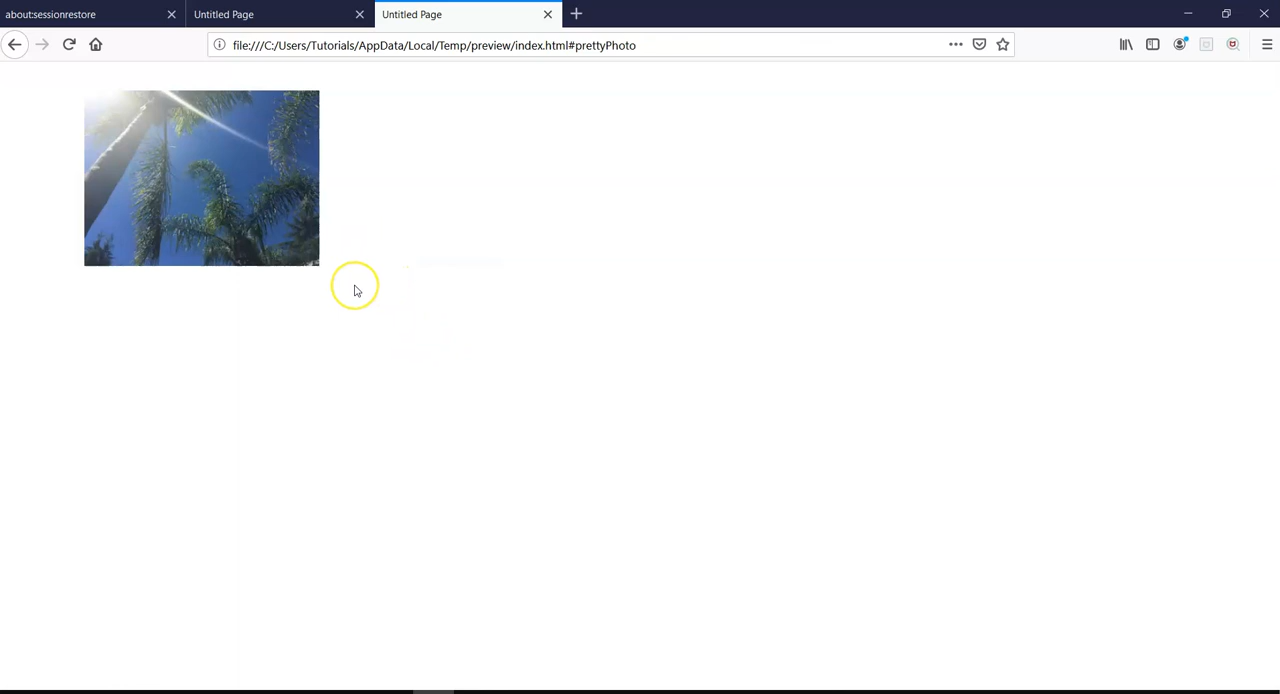 about:sessionrestore
Untitled Page
Untitled Page
file:///C:/Users/Tutorials/AppData/Local/Temp/preview/index.html#prettyPhoto